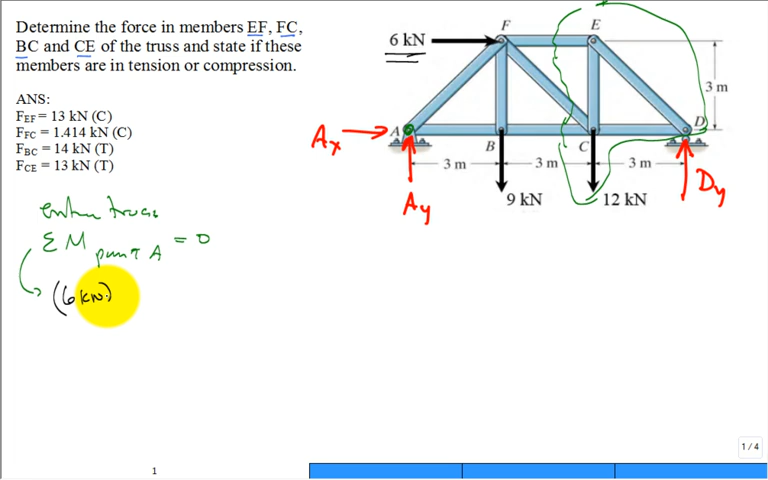 Determine the force in members EF, FC,
BC and CE of the truss and state if these
members are in tension or compression.
ANS:
FEF = 13 kN (C)
FFC = 1.414 kN (C)
FBC = 14 kN (T)
FCE = 13 kN (T)
entire truss
ΣM point A = 0
(6 kN)
6 kN
F
E
3 m
Ax
A
D
B
C
3 m
3 m
3 m
Ay
9 kN
12 kN
Dy
1/4
1